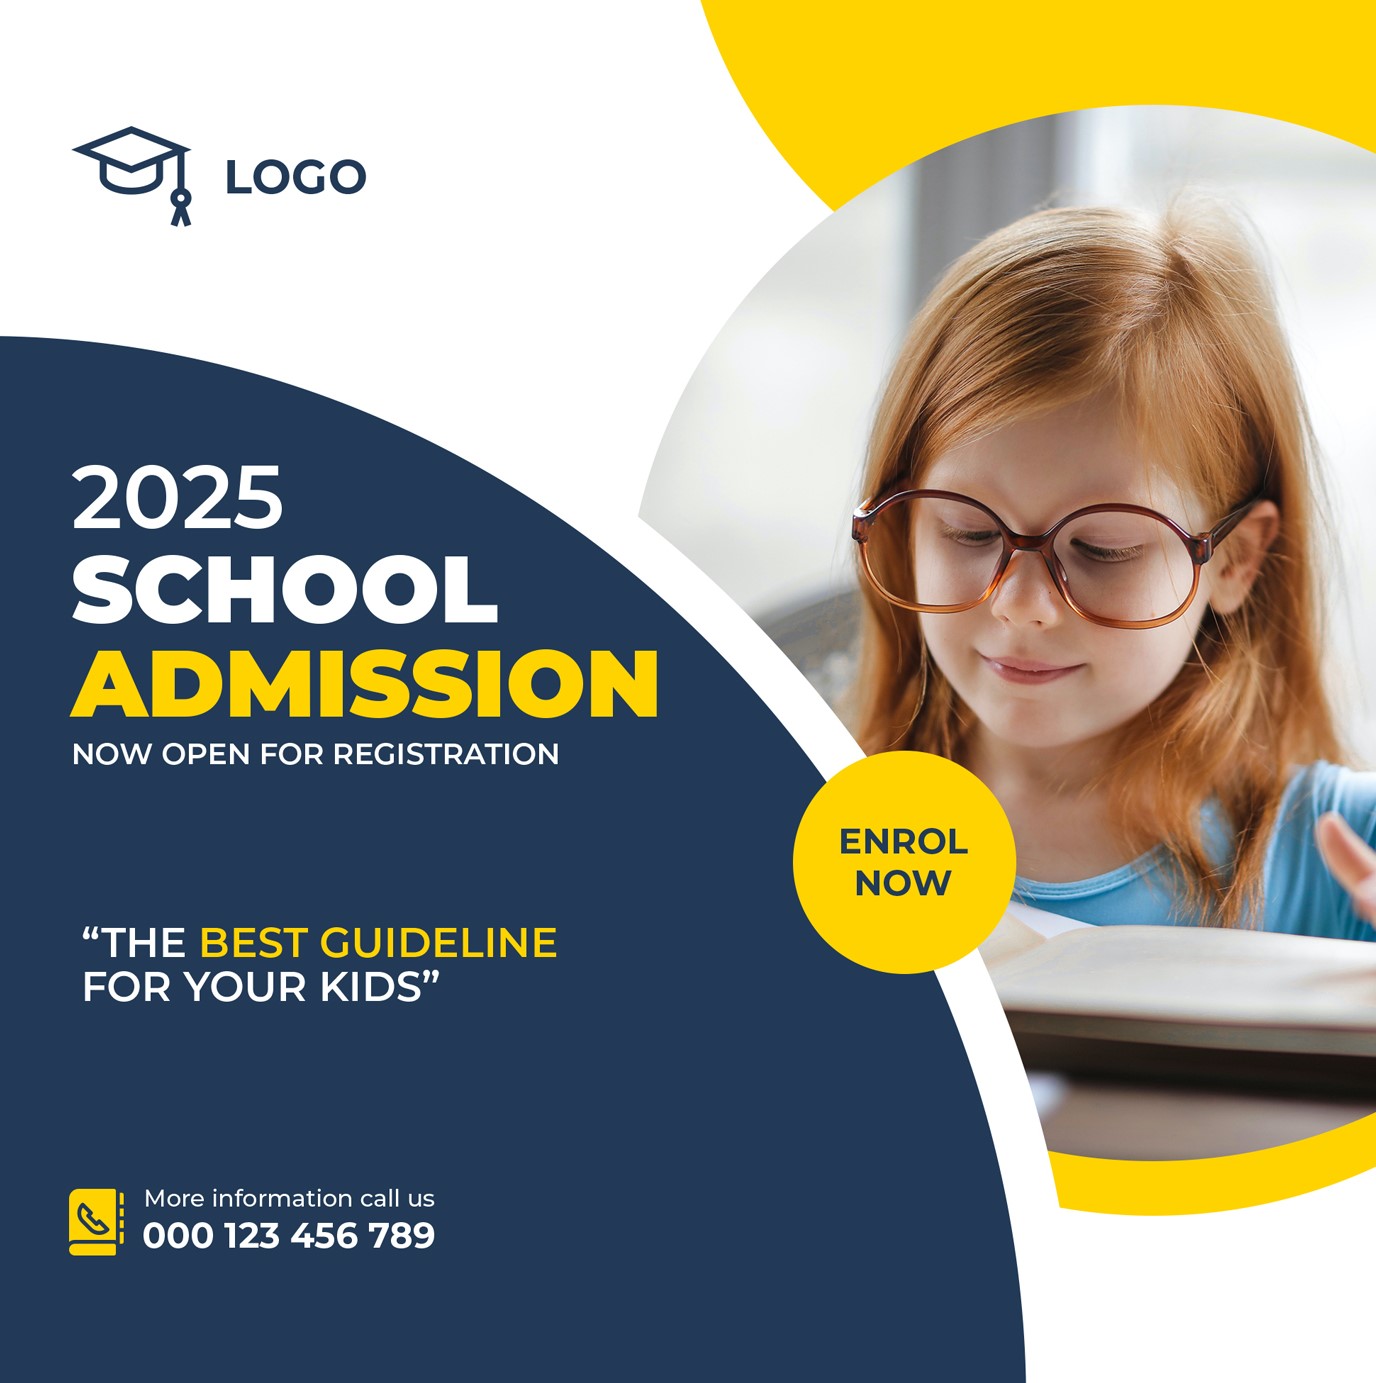 LOGO
2025
SCHOOL
ADMISSION
NOW OPEN FOR REGISTRATION
ENROL
NOW
“THE BEST GUIDELINE
FOR YOUR KIDS”
More information call us
000 123 456 789